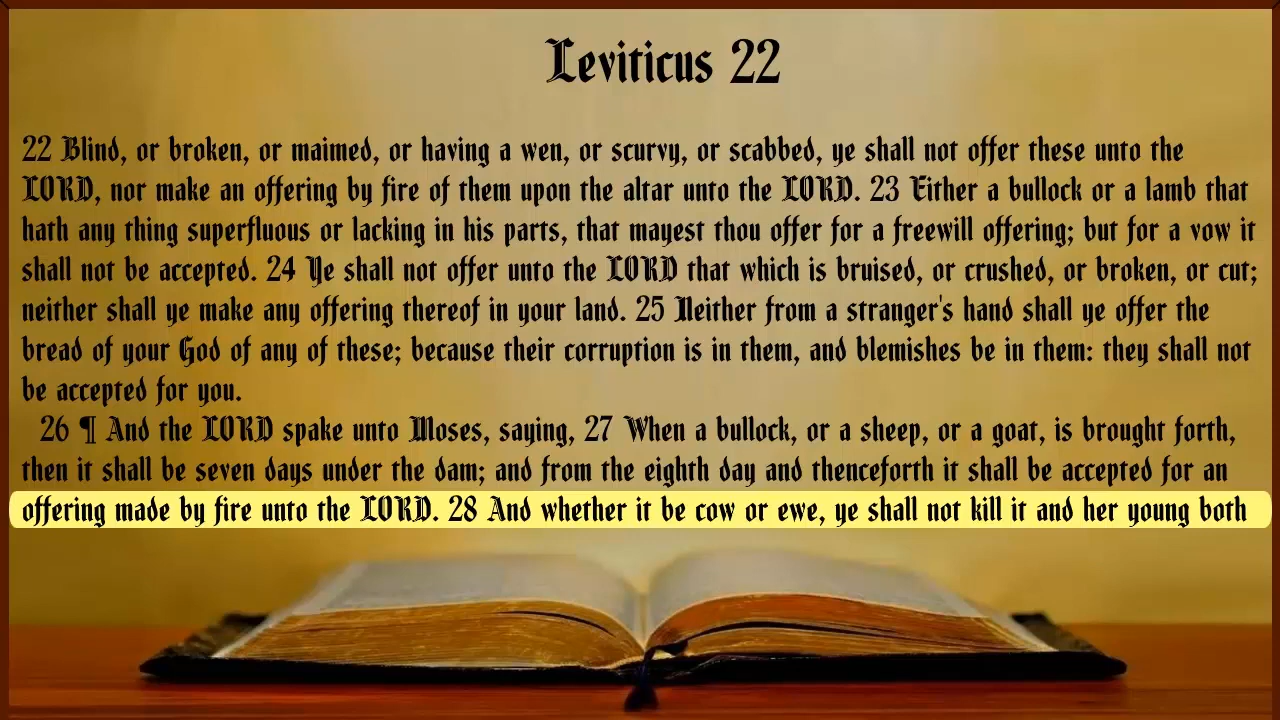 Leviticus 22
22 Blind, or broken, or maimed, or having a wen, or scurvy, or scabbed, ye shall not offer these unto the
LORD, nor make an offering by fire of them upon the altar unto the LORD. 23 Either a bullock or a lamb that
hath any thing superfluous or lacking in his parts, that mayest thou offer for a freewill offering; but for a vow it
shall not be accepted. 24 Ye shall not offer unto the LORD that which is bruised, or crushed, or broken, or cut;
neither shall ye make any offering thereof in your land. 25 Neither from a stranger's hand shall ye offer the
bread of your God of any of these; because their corruption is in them, and blemishes be in them: they shall not
be accepted for you.
26 ¶ And the LORD spake unto Moses, saying, 27 When a bullock, or a sheep, or a goat, is brought forth,
then it shall be seven days under the dam; and from the eighth day and thenceforth it shall be accepted for an
offering made by fire unto the LORD. 28 And whether it be cow or ewe, ye shall not kill it and her young both